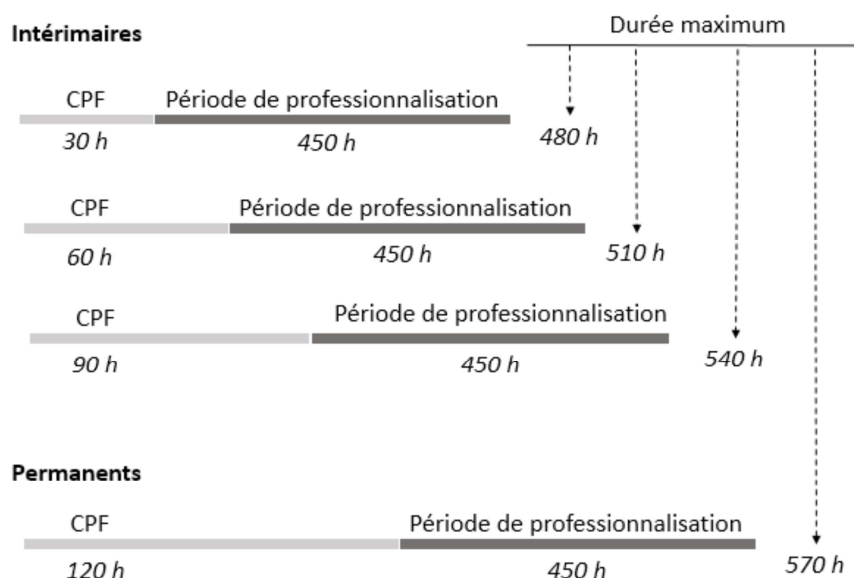 Intérimaires
Durée maximum
CPF Période de professionnalisation
30 h 450 h 480 h
CPF Période de professionnalisation
60 h 450 h 510 h
CPF Période de professionnalisation
90 h 450 h 540 h
Permanents
CPF Période de professionnalisation
120 h 450 h 570 h